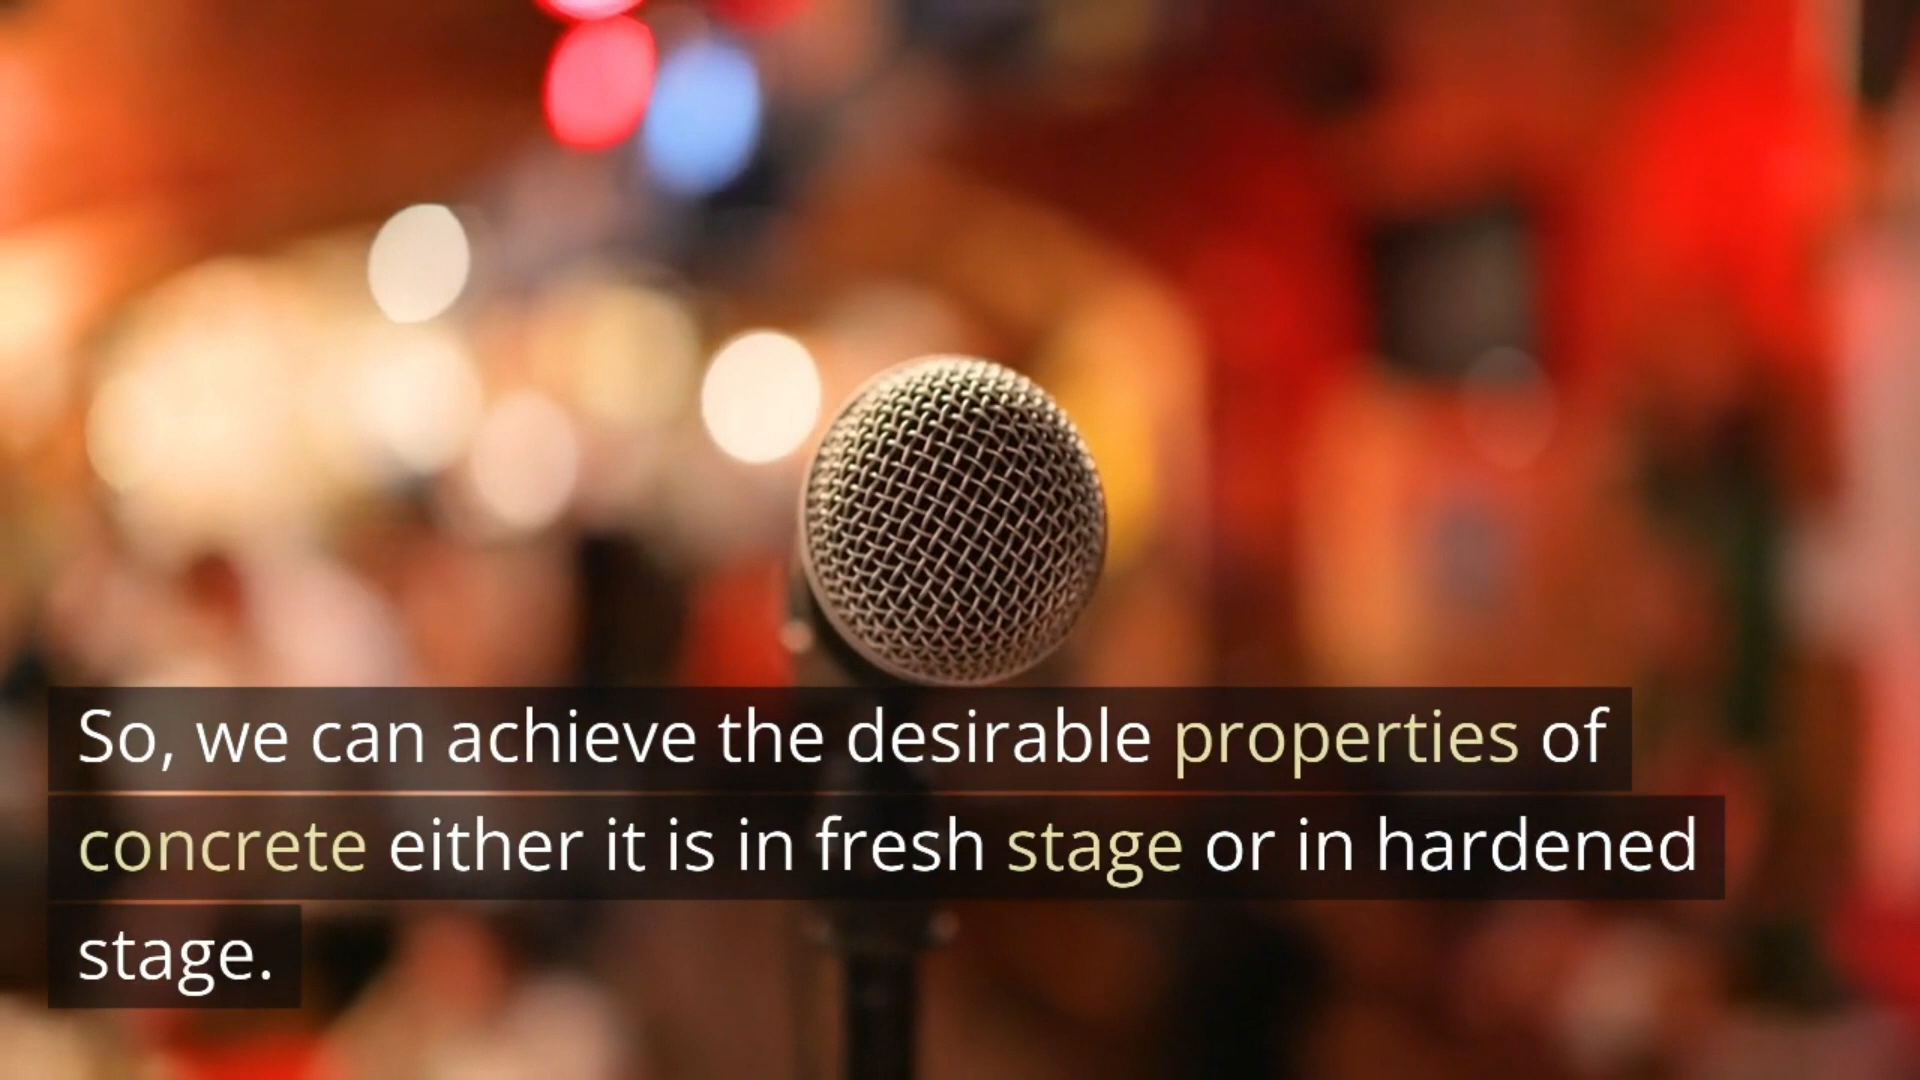 So, we can achieve the desirable properties of
concrete either it is in fresh stage or in hardened
stage.